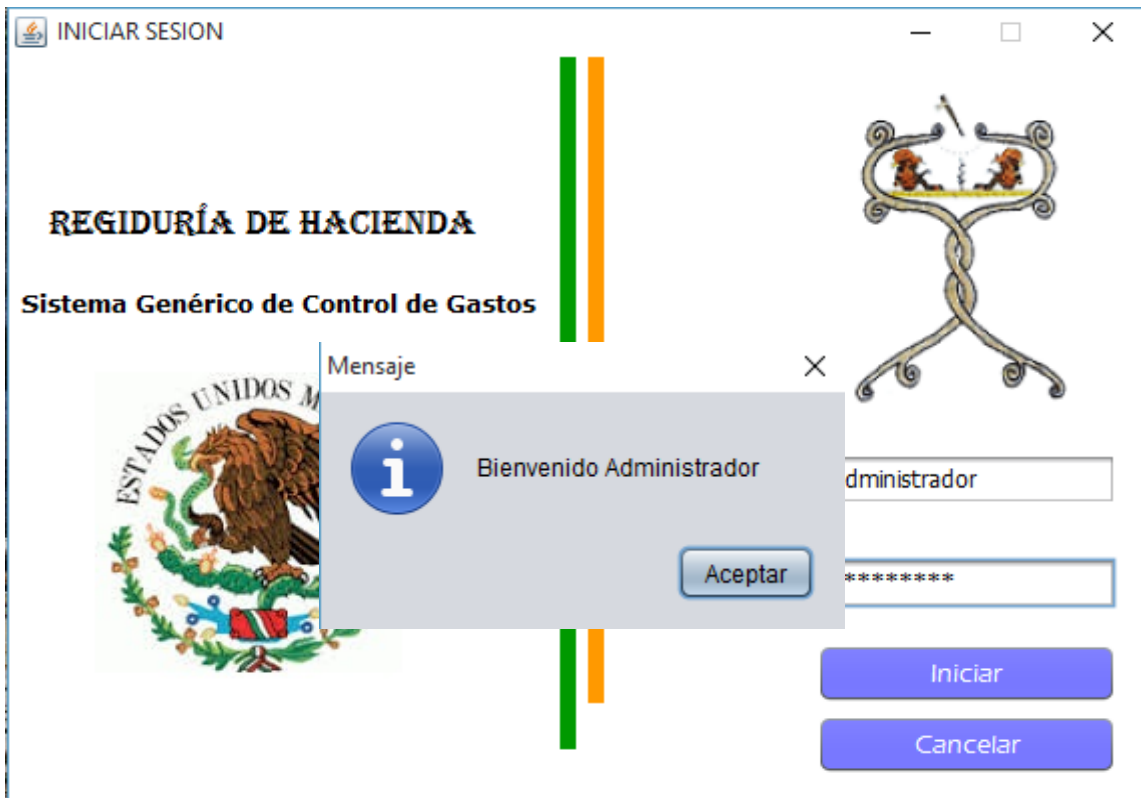 INICIAR SESION
REGIDURÍA DE HACIENDA
Sistema Genérico de Control de Gastos
ESTADOS UNIDOS M
Mensaje
Bienvenido Administrador
Aceptar
dministrador
*********
Iniciar
Cancelar